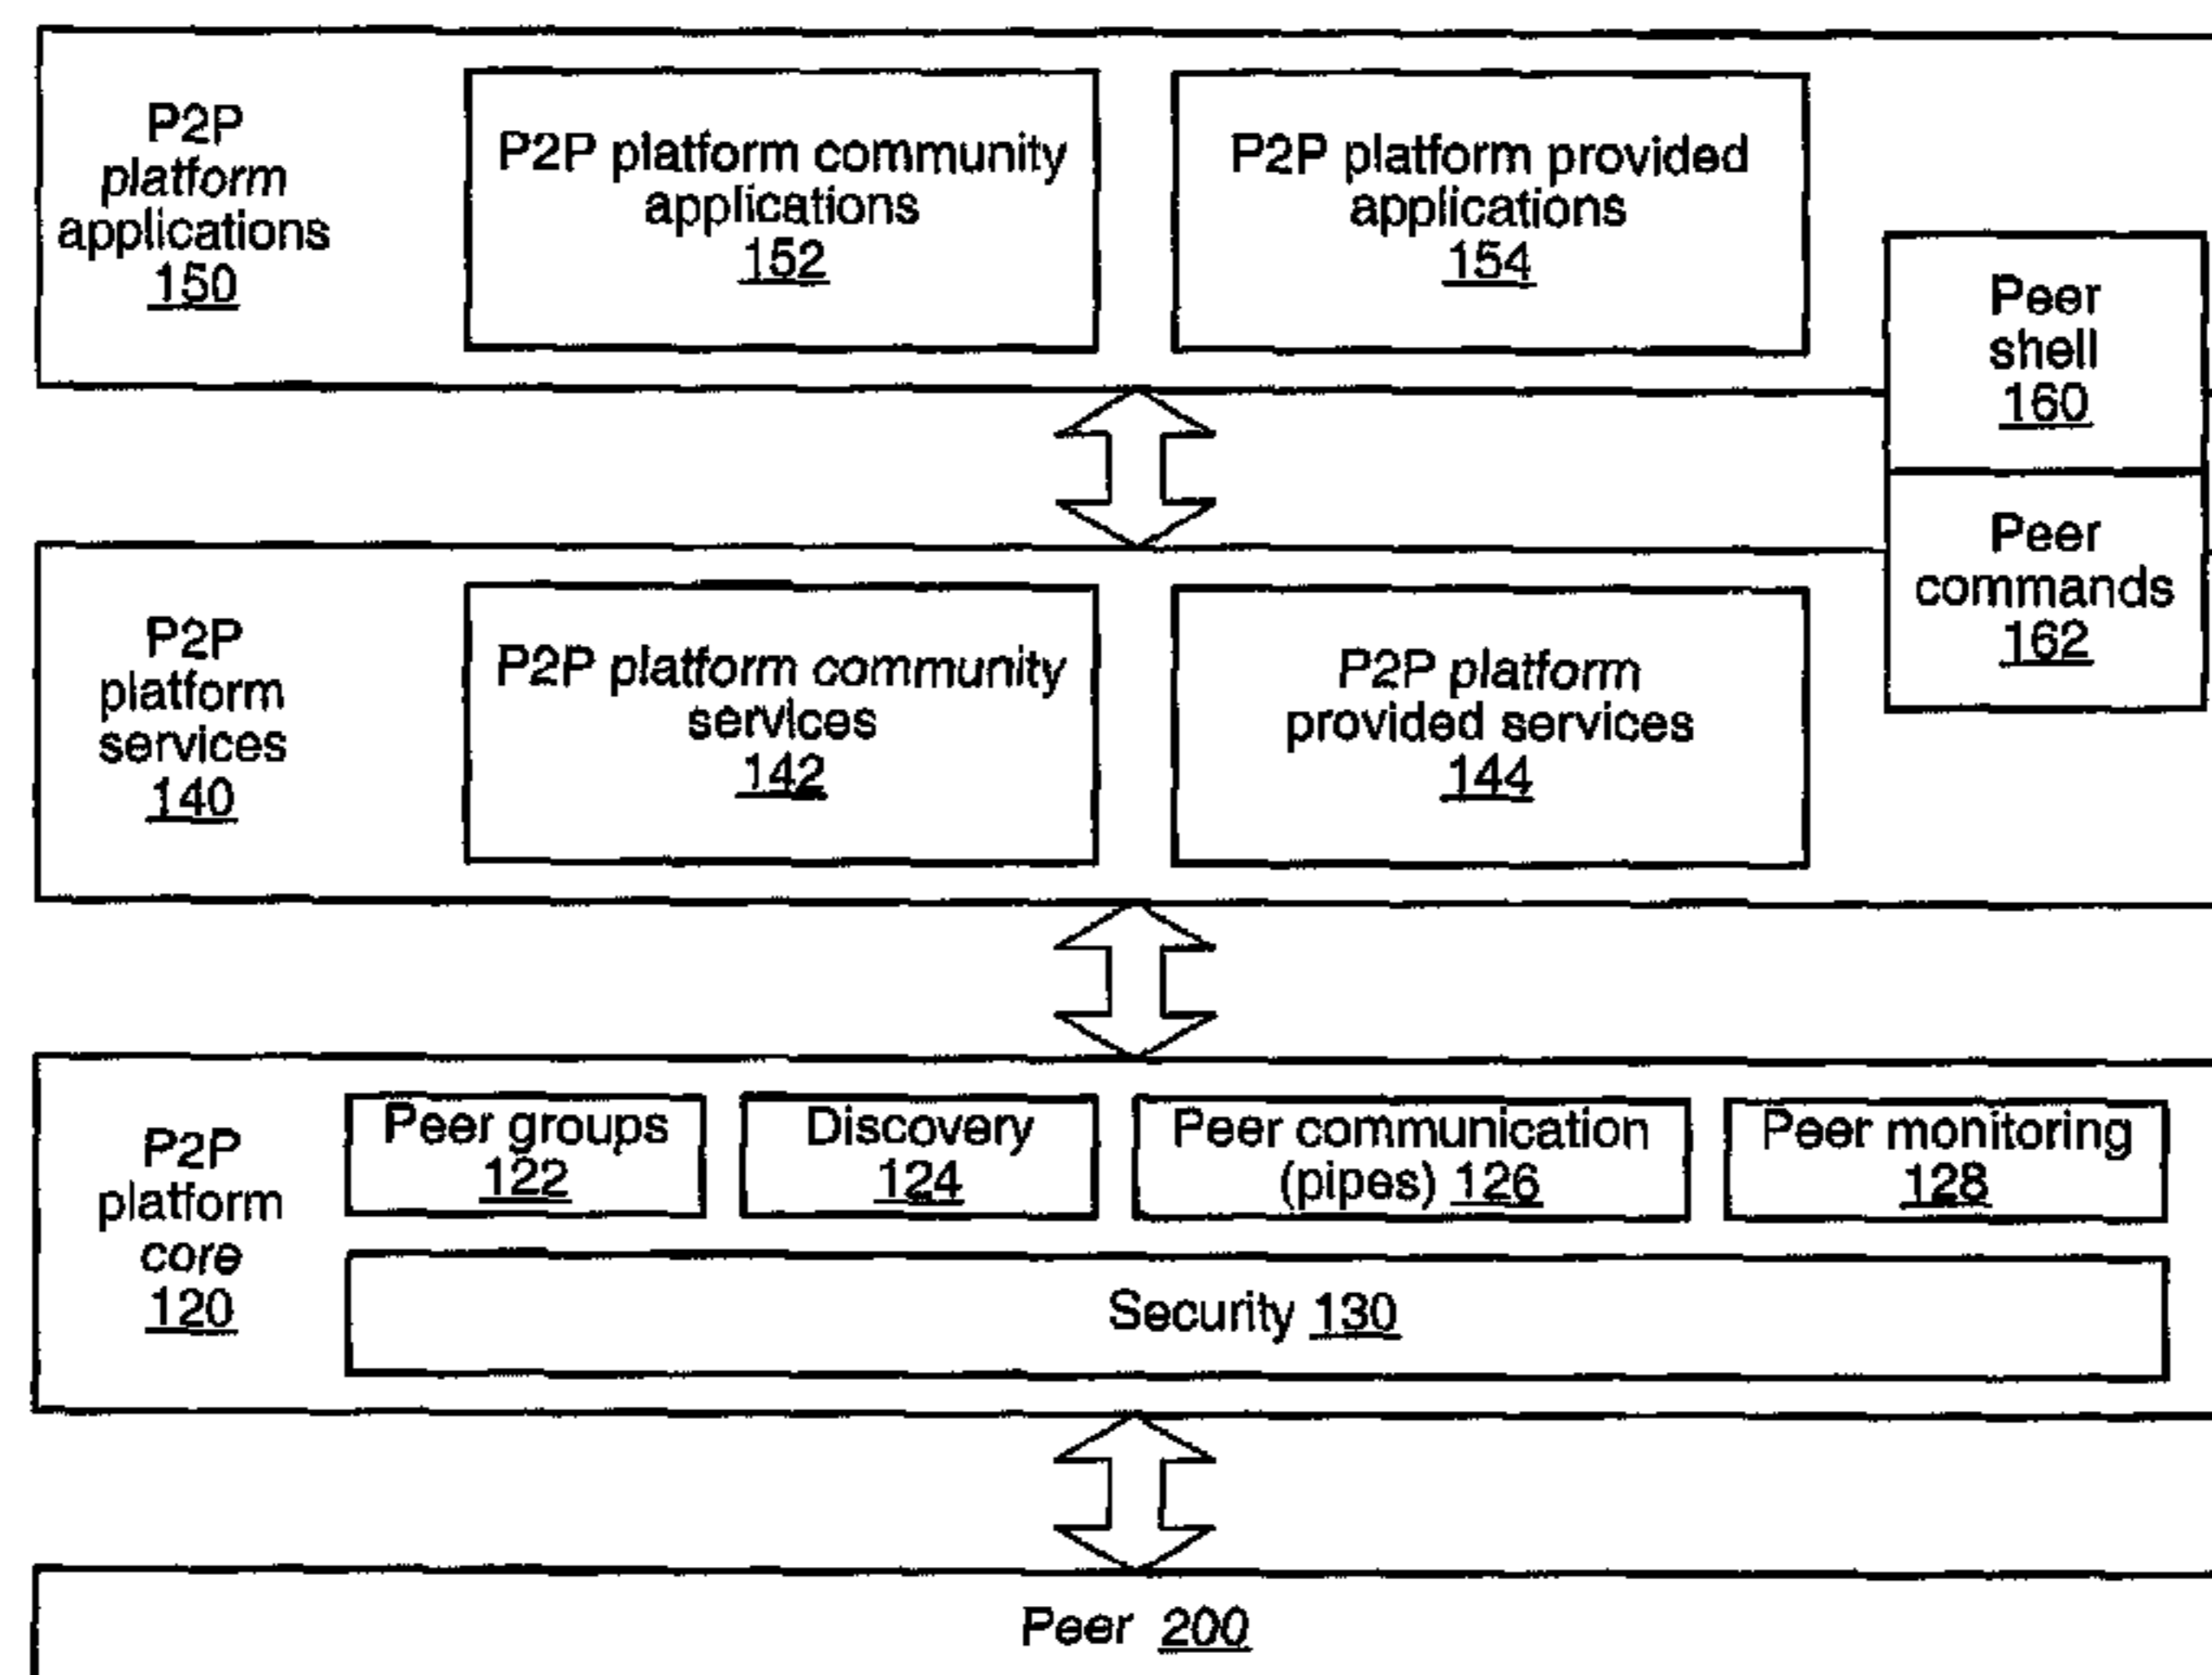 P2P
platform
applications
150
P2P platform community
applications
152
P2P platform provided
applications
154
Peer
shell
160
Peer
commands
162
P2P
platform
services
140
P2P platform community
services
142
P2P platform
provided services
144
P2P
platform
core
120
Peer groups
122
Discovery
124
Peer communication
(pipes) 126
Peer monitoring
128
Security 130
Peer 200